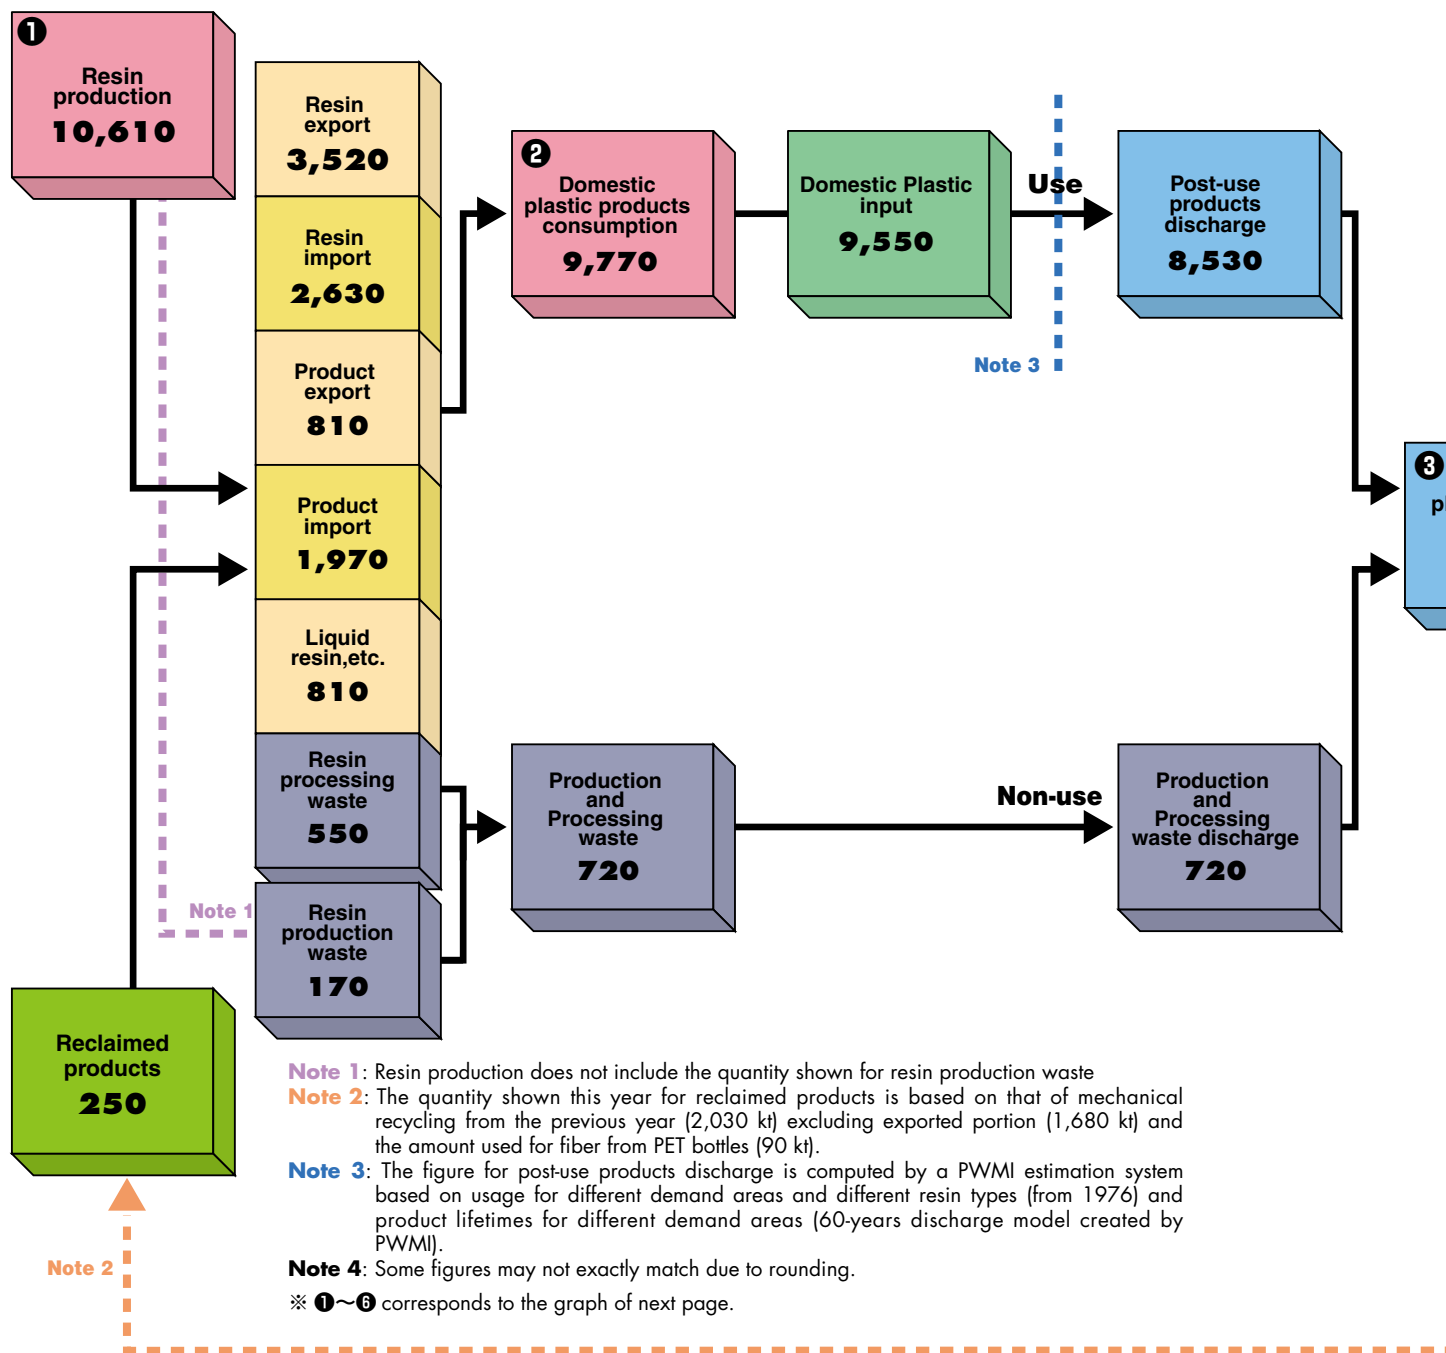 ❶
Resin
production
10,610
Resin
export
3,520
Resin
import
2,630
Product
export
810
Product
import
1,970
Liquid
resin,etc.
810
Resin
processing
waste
550
Resin
production
waste
170
❷
Domestic
plastic products
consumption
9,770
Domestic Plastic
input
9,550
Use
Note 3
Post-use
products
discharge
8,530
❸
Production
and
Processing
waste
720
Non-use
Production
and
Processing
waste discharge
720
Note 1
Reclaimed
products
250
Note 2
Note 1: Resin production does not include the quantity shown for resin production waste
Note 2: The quantity shown this year for reclaimed products is based on that of mechanical
recycling from the previous year (2,030 kt) excluding exported portion (1,680 kt) and
the amount used for fiber from PET bottles (90 kt).
Note 3: The figure for post-use products discharge is computed by a PWMI estimation system
based on usage for different demand areas and different resin types (from 1976) and
product lifetimes for different demand areas (60-years discharge model created by
PWMI).
Note 4: Some figures may not exactly match due to rounding.
※ ❶～❻ corresponds to the graph of next page.